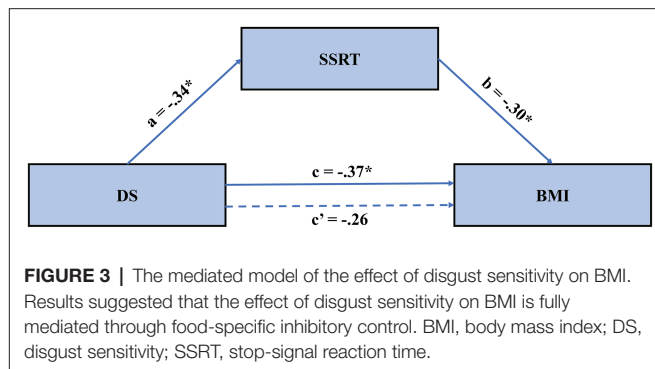 SSRT
a = -.34*
b = -.30*
DS
c = -.37*
c' = -.26
BMI
FIGURE 3 | The mediated model of the effect of disgust sensitivity on BMI.
Results suggested that the effect of disgust sensitivity on BMI is fully
mediated through food-specific inhibitory control. BMI, body mass index; DS,
disgust sensitivity; SSRT, stop-signal reaction time.